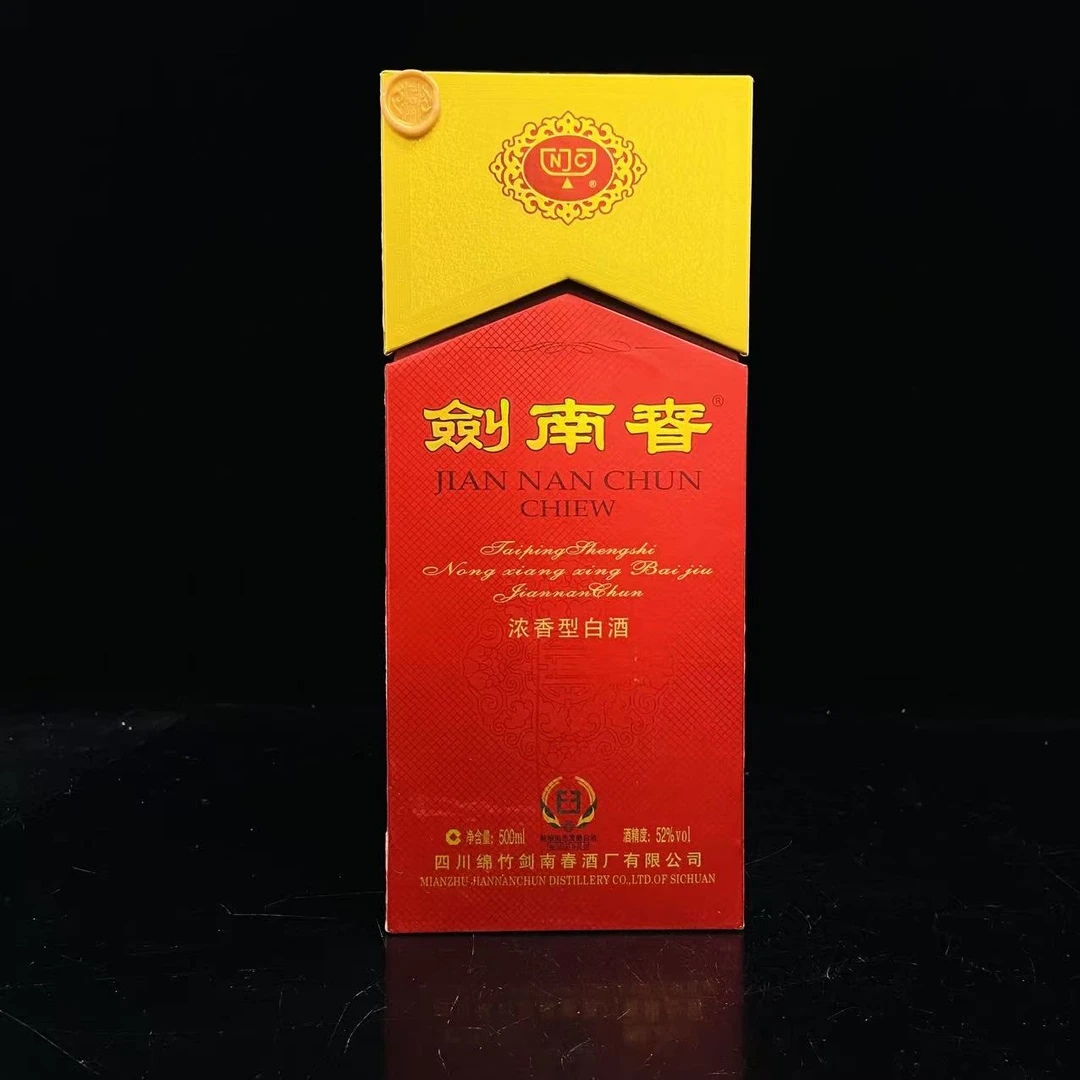 NJC
®
劍南春®
JIAN NAN CHUN
CHIEW
Taiping Shengshi
Nong xiang xing Bai jiu
JiannanChun
浓香型白酒
净含量：500ml 酒精度：52%vol
四川绵竹剑南春酒厂有限公司
MIANZHU JIANNANCHUN DISTILLERY CO.,LTD.OF SICHUAN